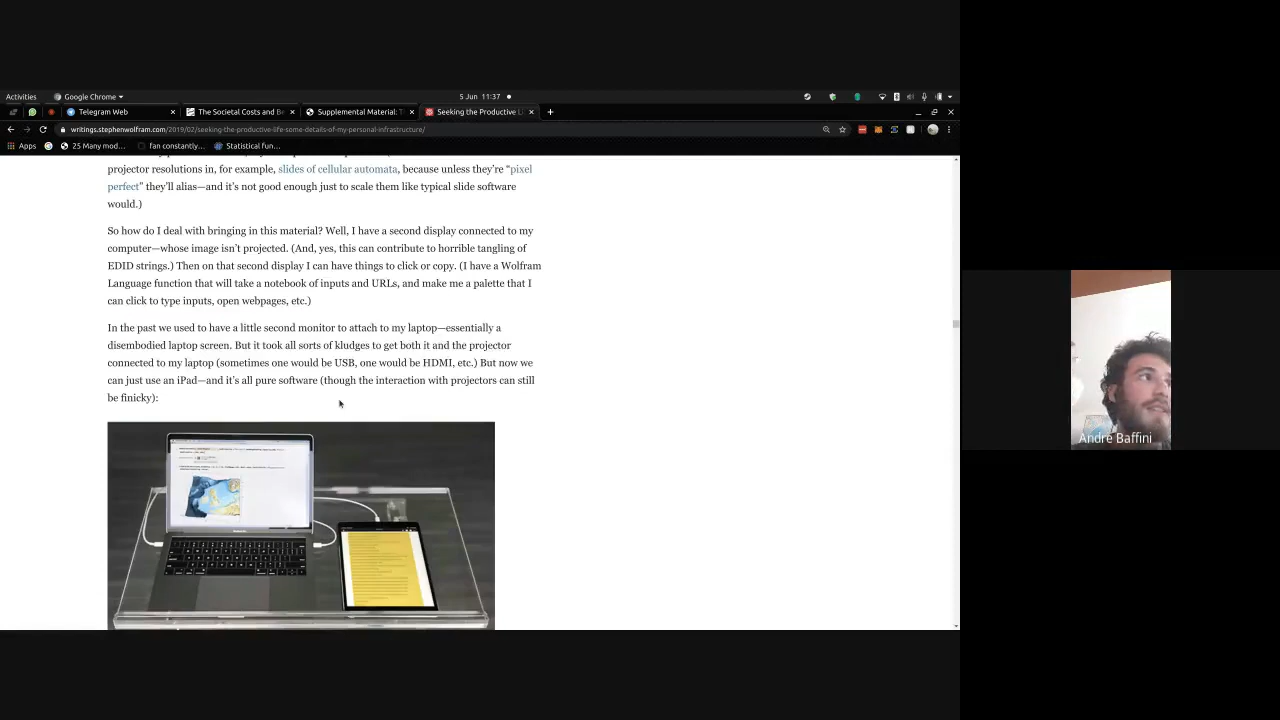 Activities
Google Chrome
5 Jun 11:37
Telegram Web
The Societal Costs and Be
Supplemental Material: T
Seeking the Productive Li
writings.stephenwolfram.com/2019/02/seeking-the-productive-life-some-details-of-my-personal-infrastructure/
Apps
25 Many mod...
fan constantly...
Statistical fun...
projector resolutions in, for example, slides of cellular automata, because unless they're “pixel
perfect” they'll alias—and it's not good enough just to scale them like typical slide software
would.)
So how do I deal with bringing in this material? Well, I have a second display connected to my
computer—whose image isn't projected. (And, yes, this can contribute to horrible tangling of
EDID strings.) Then on that second display I can have things to click or copy. (I have a Wolfram
Language function that will take a notebook of inputs and URLs, and make me a palette that I
can click to type inputs, open webpages, etc.)
In the past we used to have a little second monitor to attach to my laptop—essentially a
disembodied laptop screen. But it took all sorts of kludges to get both it and the projector
connected to my laptop (sometimes one would be USB, one would be HDMI, etc.) But now we
can just use an iPad—and it's all pure software (though the interaction with projectors can still
be finicky):
André Baffini